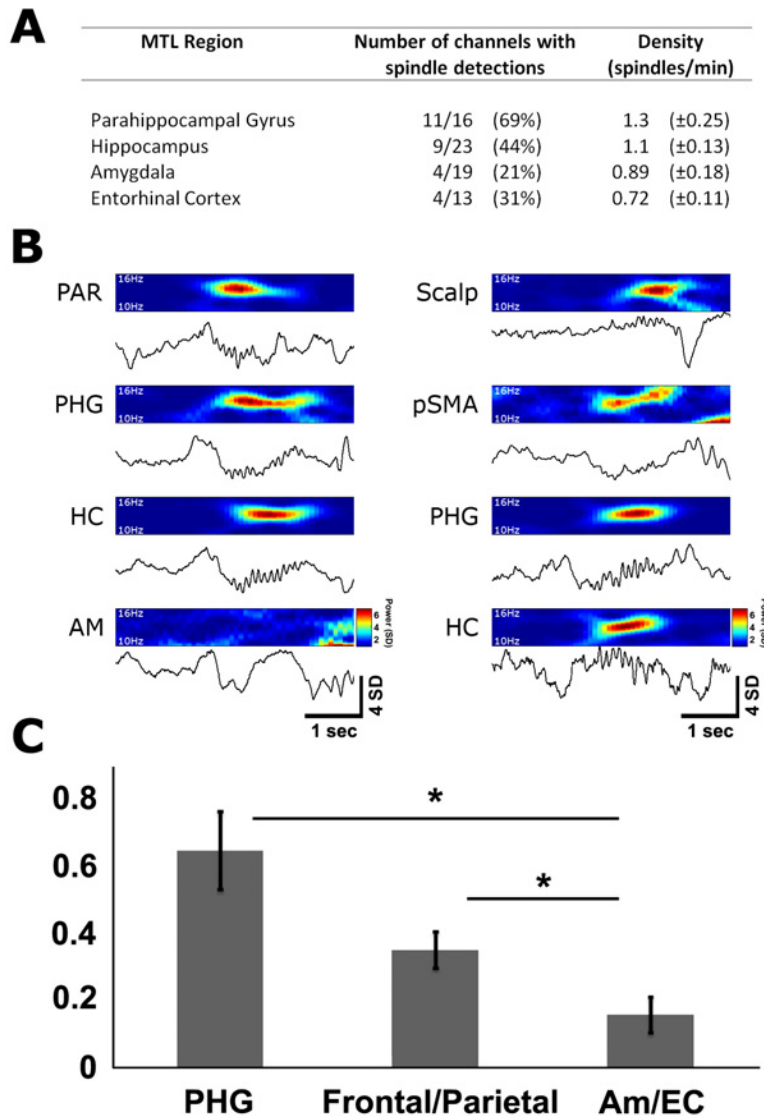 A
MTL Region Number of channels with spindle detections Density (spindles/min)
Parahippocampal Gyrus 11/16 (69%) 1.3 (±0.25)
Hippocampus 9/23 (44%) 1.1 (±0.13)
Amygdala 4/19 (21%) 0.89 (±0.18)
Entorhinal Cortex 4/13 (31%) 0.72 (±0.11)
B
PAR 16Hz 10Hz
Scalp 16Hz 10Hz
PHG 16Hz 10Hz
pSMA 16Hz 10Hz
HC 16Hz 10Hz
PHG 16Hz 10Hz
AM 16Hz 10Hz 6 4 2 Power (SD)
HC 16Hz 10Hz 6 4 2 Power (SD)
4 SD
1 sec
4 SD
1 sec
C
0.8
0.6
0.4
0.2
0
*
*
PHG Frontal/Parietal Am/EC